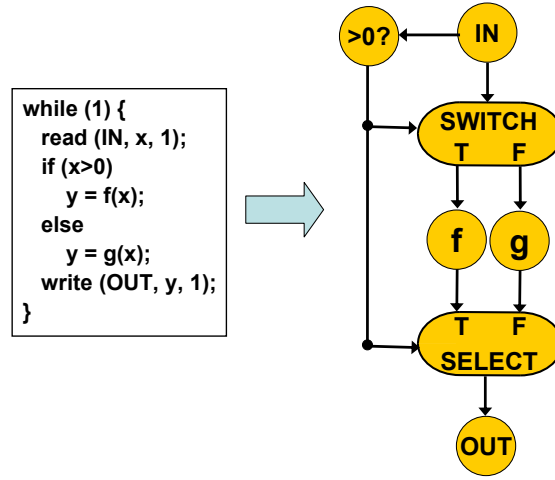 while (1) {
read (IN, x, 1);
if (x>0)
y = f(x);
else
y = g(x);
write (OUT, y, 1);
}
>0? IN
SWITCH
T F
f g
T F
SELECT
OUT